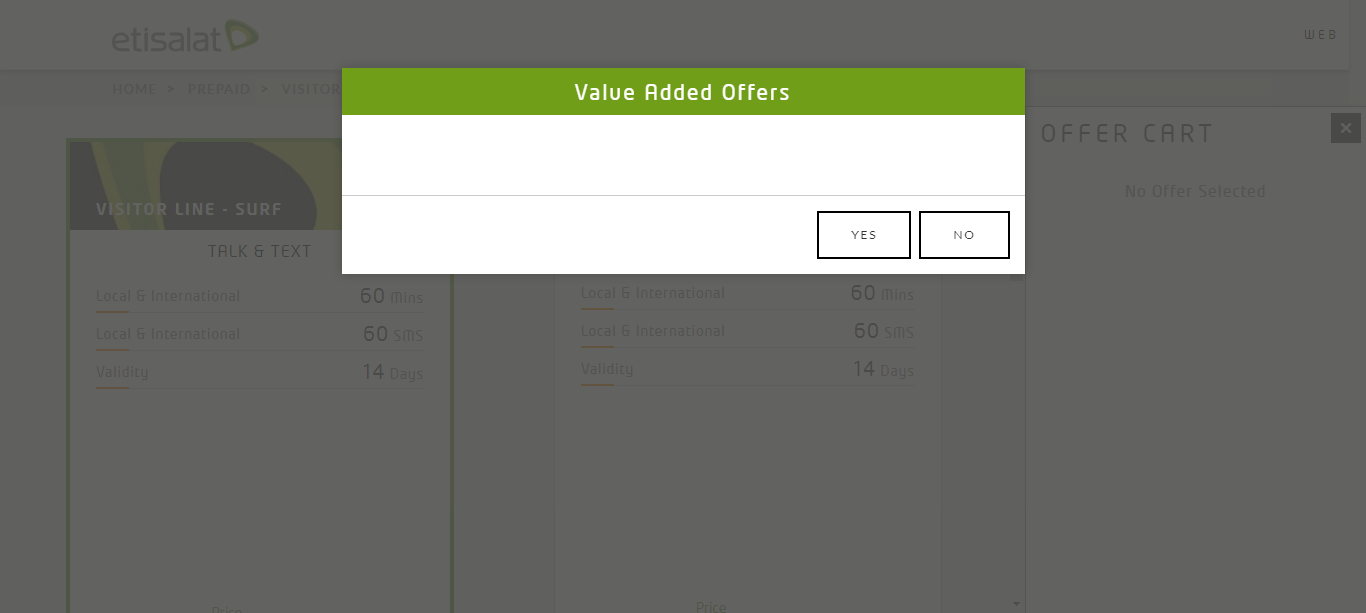 etisalat
WEB
HOME > PREPAID > VISITOR
Value Added Offers
YES
NO
OFFER CART
No Offer Selected
VISITOR LINE - SURF
TALK & TEXT
Local & International 60 Mins
Local & International 60 SMS
Validity 14 Days
Price
Local & International 60 Mins
Local & International 60 SMS
Validity 14 Days
Price